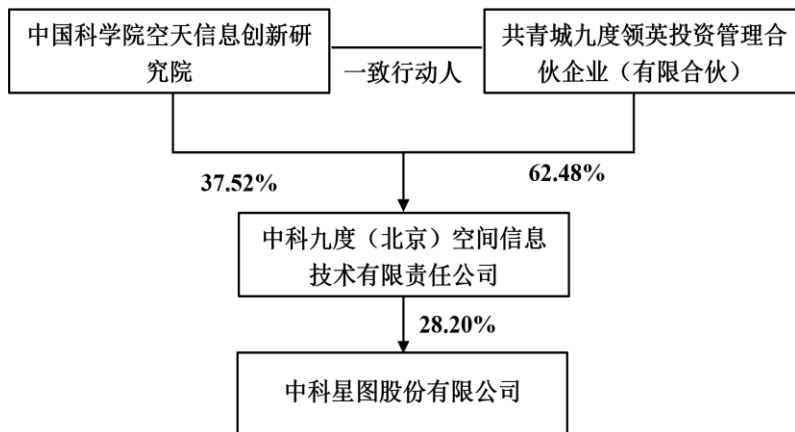 中国科学院空天信息创新研
究院
一致行动人
共青城九度领英投资管理合
伙企业（有限合伙）
37.52%
62.48%
中科九度（北京）空间信息
技术有限责任公司
28.20%
中科星图股份有限公司